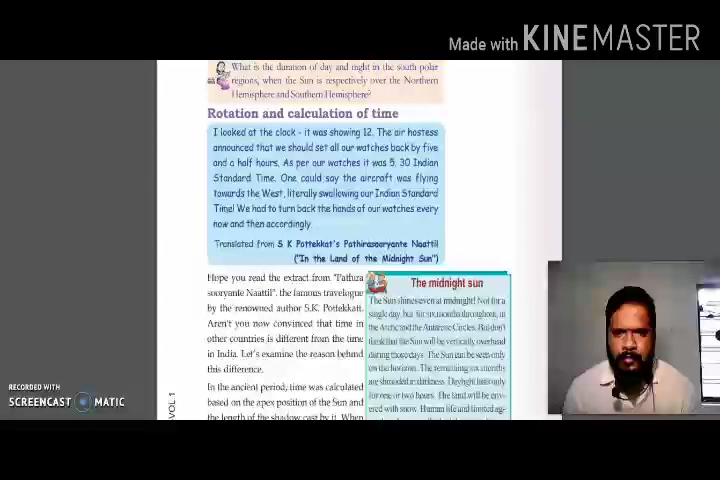 Made with KINEMASTER
What is the duration of day and night in the south polar
regions, when the Sun is respectively over the Northern
Hemisphere and Southern Hemisphere?
Rotation and calculation of time
I looked at the clock - it was showing 12. The air hostess
announced that we should set all our watches back by five
and a half hours. As per our watches it was 5. 30 Indian
Standard Time. One could say the aircraft was flying
towards the West, literally swallowing our Indian Standard
Time! We had to turn back the hands of our watches every
now and then accordingly.
Translated from S K Pottekkat's Pathirasooryante Naattil
("In the Land of the Midnight Sun")
Hope you read the extract from "Pathira
sooryante Naattil", the famous travelogue
by the renowned author S.K. Pottekkatt.
Aren't you now convinced that time in
other countries is different from the time
in India. Let's examine the reason behind
this difference.
In the ancient period, time was calculated
based on the apex position of the Sun and
the length of the shadow cast by it. When
The midnight sun
The Sun shines even at midnight! Not for a
single day, but for six months throughout, in
the Arctic and the Antarctic Circles. But don't
think that the Sun will be vertically overhead
during those days. The Sun can be seen only
on the horizon. The remaining six months
are shrouded in darkness. Daylight lasts only
for one or two hours. The land will be
ered with snow. Human life and limited ag-
VOL 1
RECORDED WITH
SCREENCAST MATIC